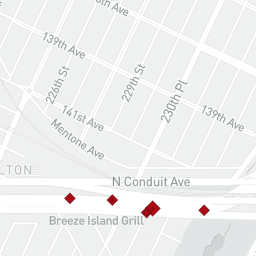 139th Ave
226th St
229th St
230th Pl
139th Ave
141st Ave
Mentone Ave
LTON
N Conduit Ave
Breeze Island Grill